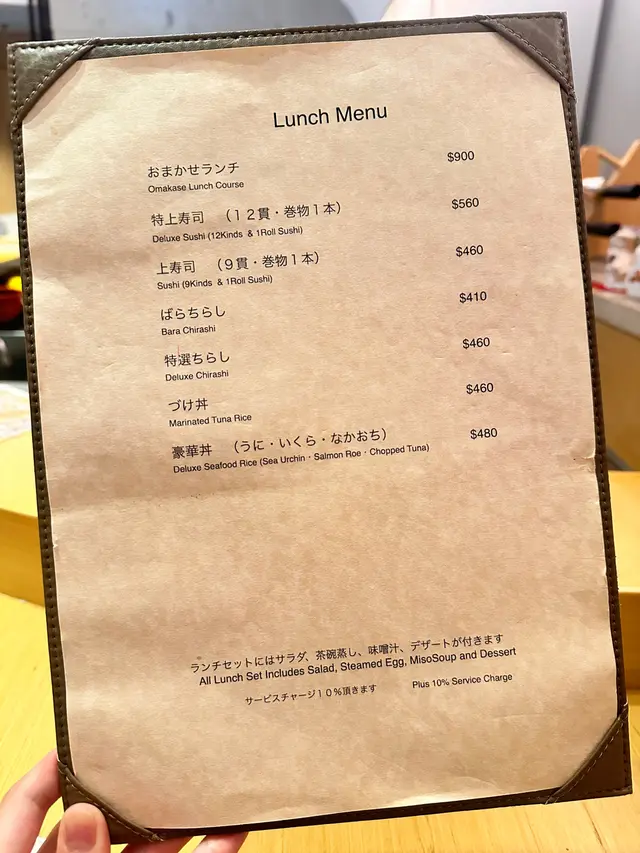 Lunch Menu
おまかせランチ $900
Omakase Lunch Course
特上寿司 （１２貫・巻物１本） $560
Deluxe Sushi (12Kinds & 1Roll Sushi)
上寿司 （９貫・巻物１本） $460
Sushi (9Kinds & 1Roll Sushi)
ばらちらし $410
Bara Chirashi
特選ちらし $460
Deluxe Chirashi
づけ丼 $460
Marinated Tuna Rice
豪華丼 （うに・いくら・なかおち） $480
Deluxe Seafood Rice (Sea Urchin・Salmon Roe・Chopped Tuna)
ランチセットにはサラダ、茶碗蒸し、味噌汁、デザートが付きます
All Lunch Set Includes Salad, Steamed Egg, MisoSoup and Dessert
サービスチャージ１０％頂きます Plus 10% Service Charge